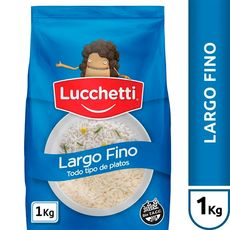 Lucchetti
Largo Fino
Todo tipo de platos
1Kg
LARGO FINO
1Kg